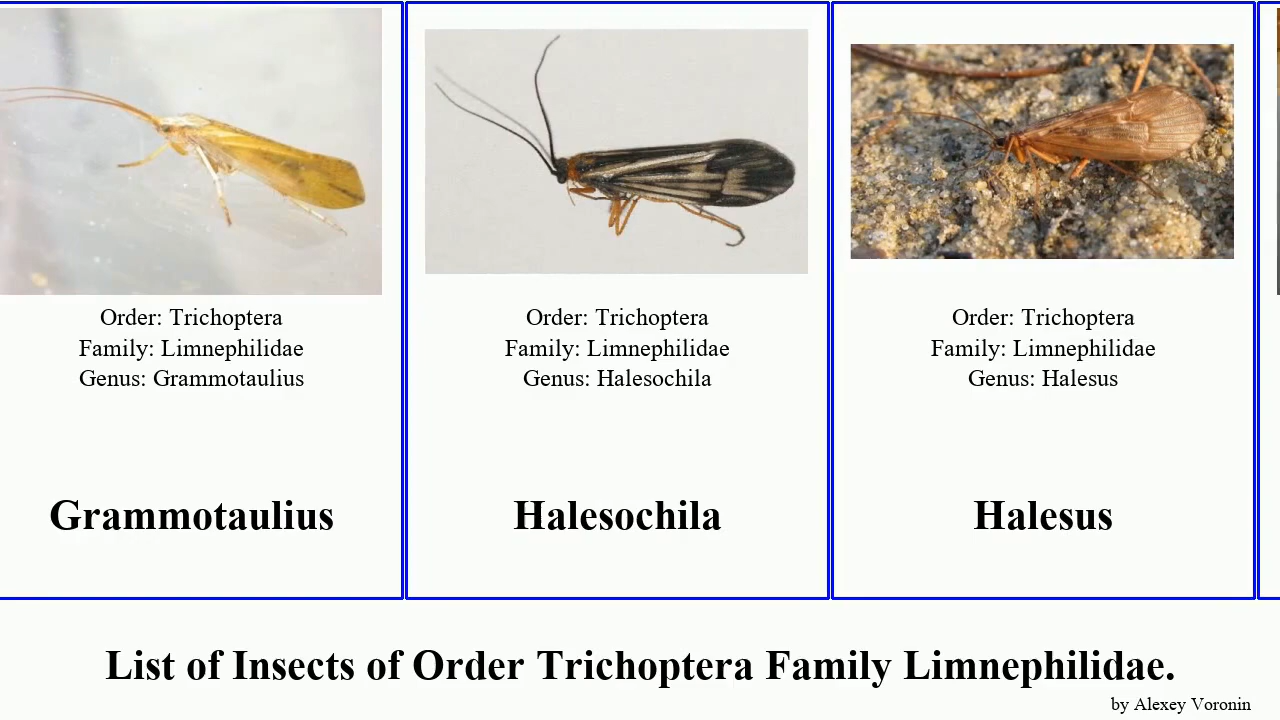 Order: Trichoptera
Family: Limnephilidae
Genus: Grammotaulius
Grammotaulius
Order: Trichoptera
Family: Limnephilidae
Genus: Halesochila
Halesochila
Order: Trichoptera
Family: Limnephilidae
Genus: Halesus
Halesus
List of Insects of Order Trichoptera Family Limnephilidae.
by Alexey Voronin